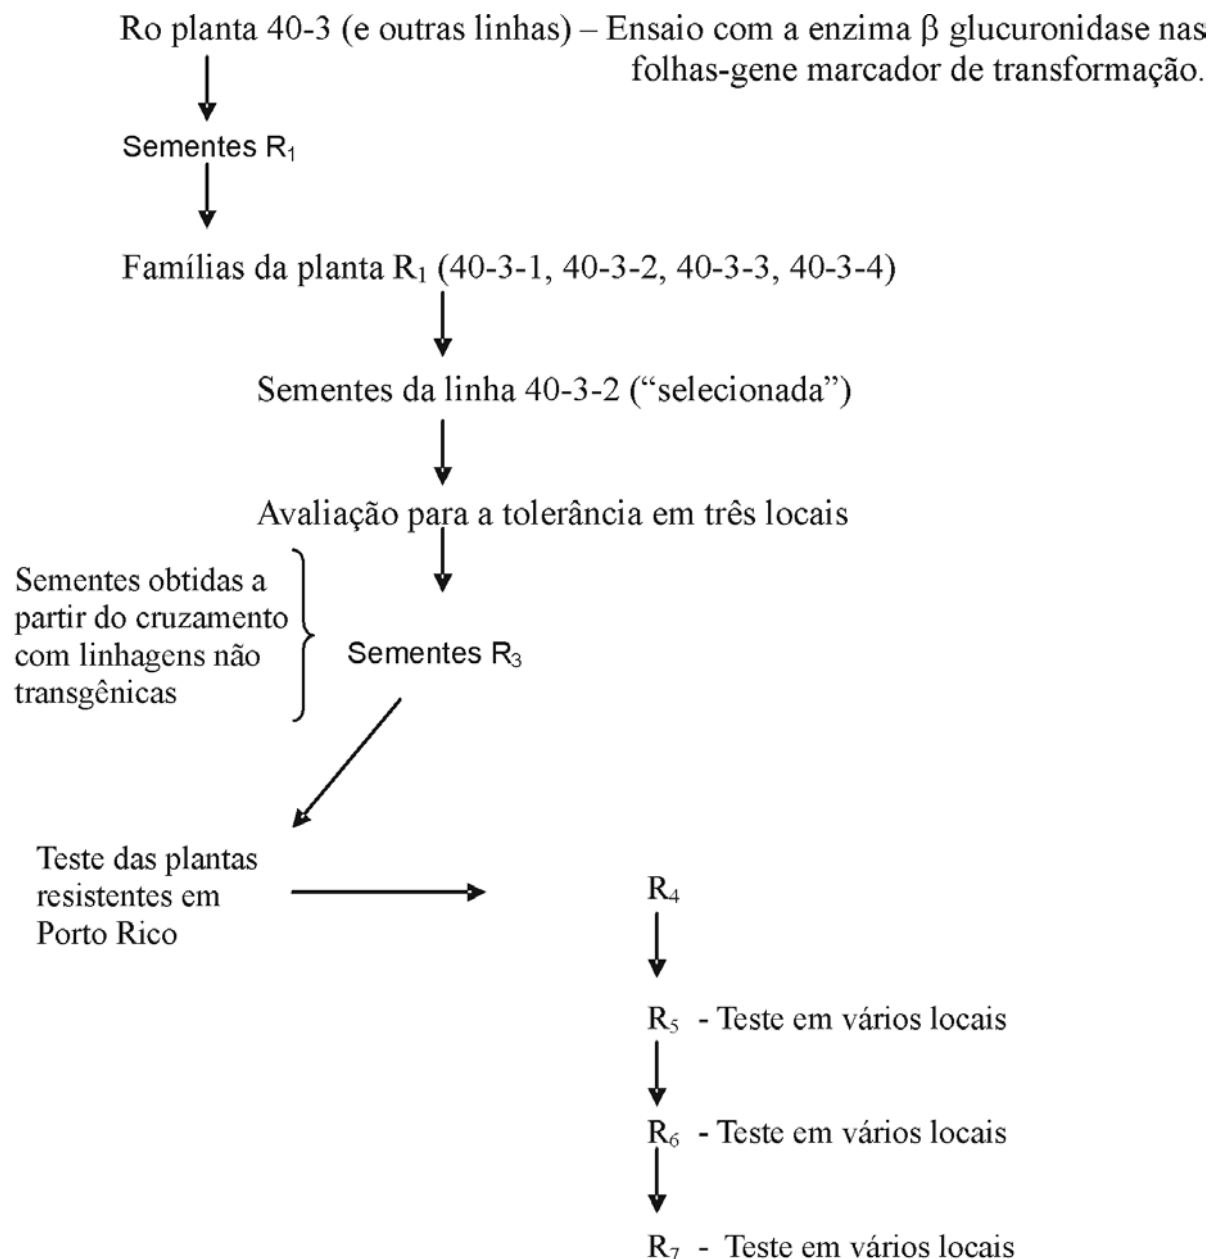 Ro planta 40-3 (e outras linhas) – Ensaio com a enzima β glucuronidase nas
folhas-gene marcador de transformação.
Sementes R₁
Famílias da planta R₁ (40-3-1, 40-3-2, 40-3-3, 40-3-4)
Sementes da linha 40-3-2 (“selecionada”)
Avaliação para a tolerância em três locais
Sementes obtidas a
partir do cruzamento
com linhagens não
transgênicas
Sementes R₃
Teste das plantas
resistentes em
Porto Rico
R₄
R₅ - Teste em vários locais
R₆ - Teste em vários locais
R₇ - Teste em vários locais